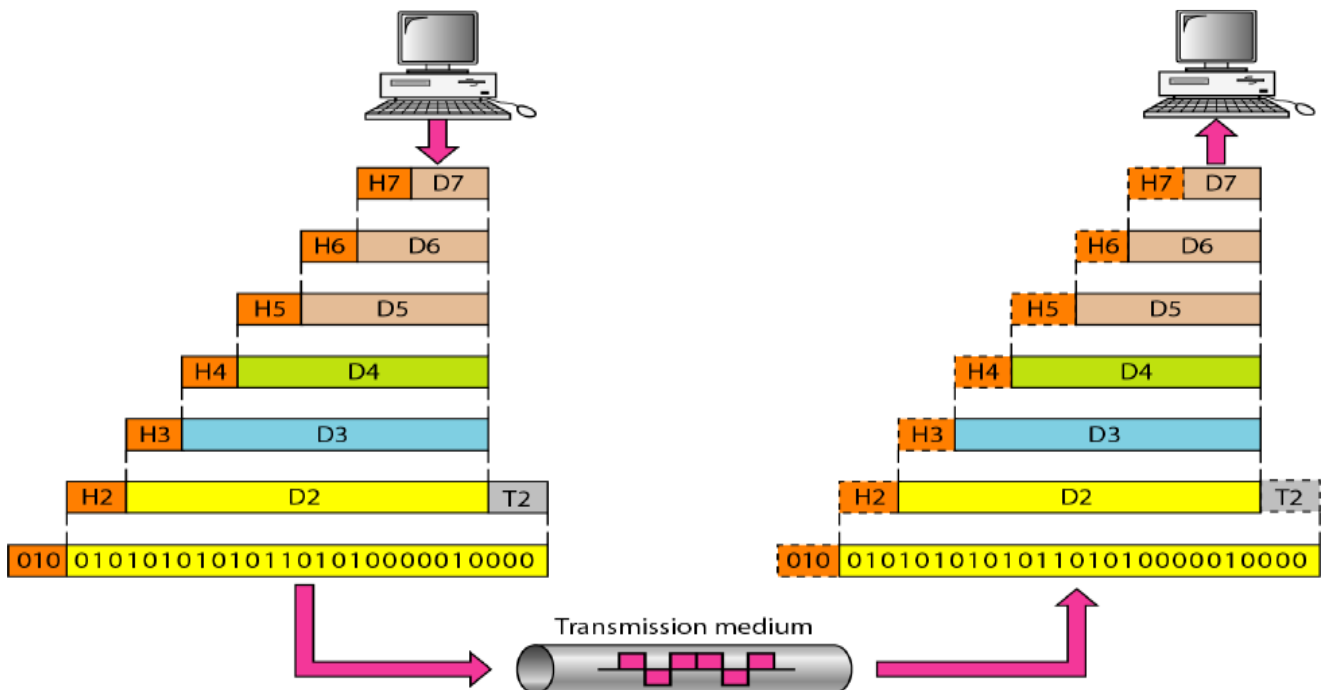 H7 D7 H7 D7
H6 D6 H6 D6
H5 D5 H5 D5
H4 D4 H4 D4
H3 D3 H3 D3
H2 D2 T2 H2 D2 T2
010 010101010101101010000010000 010 010101010101101010000010000
Transmission medium